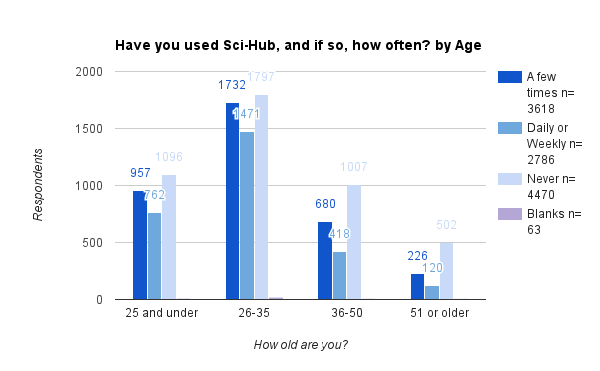 Have you used Sci-Hub, and if so, how often? by Age
Respondents
2000
1500
1000
500
0
957
762
1096
1732
1471
1797
680
418
1007
226
120
502
25 and under
26-35
36-50
51 or older
How old are you?
A few
times n=
3618
Daily or
Weekly n=
2786
Never n=
4470
Blanks n=
63